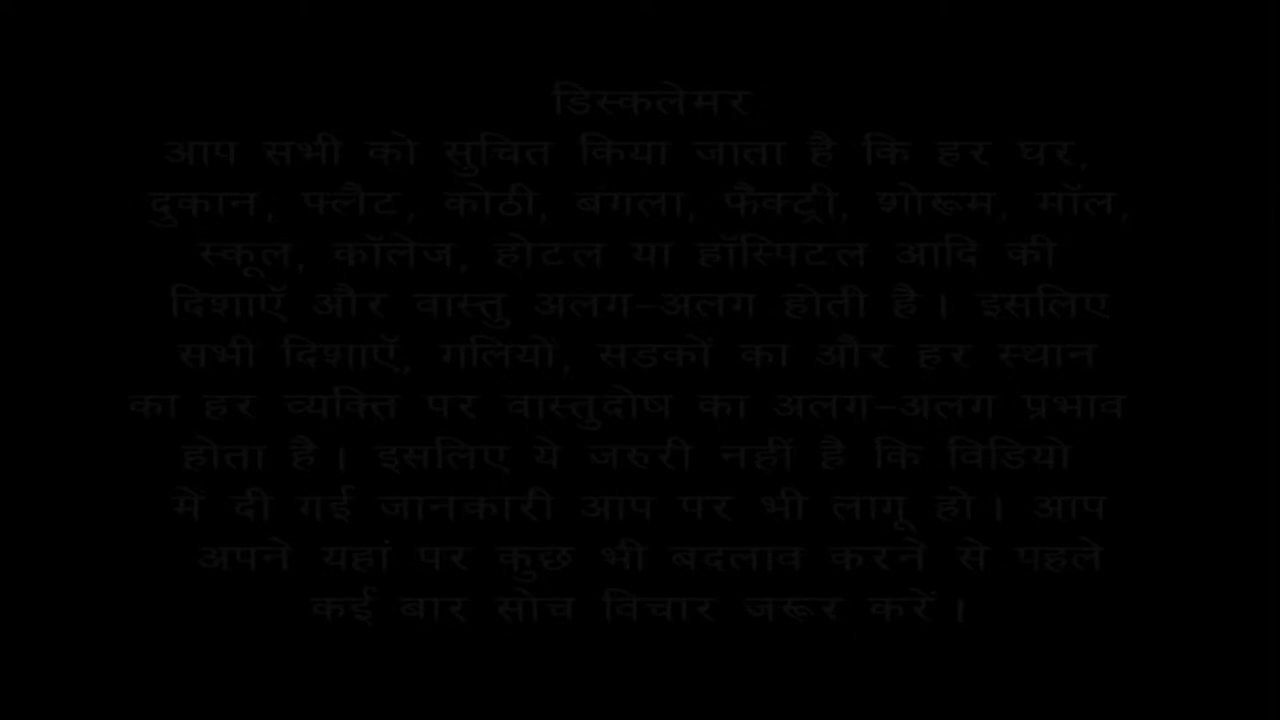 डिस्कलेमर
आप सभी को सुचित किया जाता है कि हर घर,
दुकान, फ्लैट, कोठी, बंगला, फैक्ट्री, शोरूम, मॉल,
स्कूल, कॉलेज, होटल या हॉस्पिटल आदि की
दिशाएँ और वास्तु अलग-अलग होती है। इसलिए
सभी दिशाएँ, गलियों, सड़कों का और हर स्थान
का हर व्यक्ति पर वास्तुदोष का अलग-अलग प्रभाव
होता है। इसलिए ये जरुरी नहीं है कि विडियो
में दी गई जानकारी आप पर भी लागू हो। आप
अपने यहां पर कुछ भी बदलाव करने से पहले
कई बार सोच विचार जरूर करें।